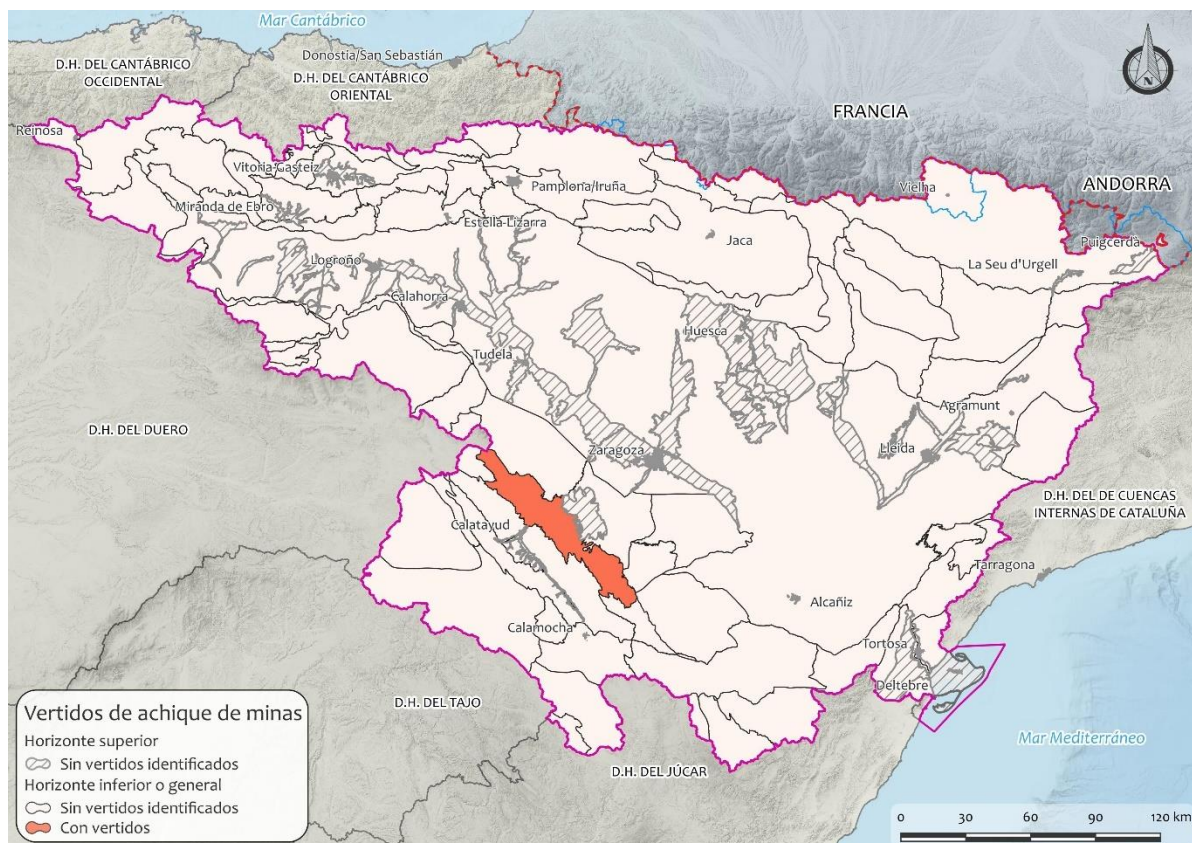 Mar Cantábrico
Donostia/San Sebastián
D.H. DEL CANTÁBRICO
OCCIDENTAL
D.H. DEL CANTÁBRICO
ORIENTAL
FRANCIA
Reinosa
Vitoria-Gasteiz
Pamplona/Iruña
Vielha
ANDORRA
Miranda de Ebro
Estella-Lizarra
Jaca
Puigcerdà
La Seu d'Urgell
Logroño
Calahorra
Huesca
Tudela
Agramunt
D.H. DEL DUERO
Zaragoza
Lleida
D.H. DEL DE CUENCAS
INTERNAS DE CATALUÑA
Calatayud
Tarragona
Alcañiz
Calamocha
Tortosa
Deltebre
D.H. DEL TAJO
Mar Mediterráneo
D.H. DEL JÚCAR
Vertidos de achique de minas
Horizonte superior
Sin vertidos identificados
Horizonte inferior o general
Sin vertidos identificados
Con vertidos
N
0 30 60 90 120 km